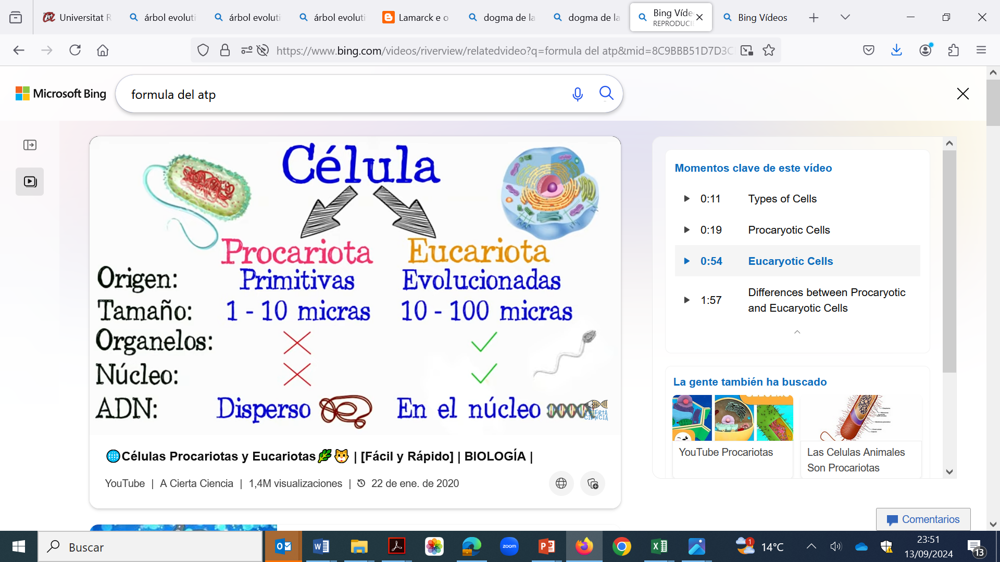 Universitat R
árbol evoluti
árbol evoluti
árbol evoluti
Lamarck e o
dogma de la
dogma de la
Bing Víde
REPRODUCIE
Bing Vídeos
https://www.bing.com/videos/riverview/relatedvideo?q=formula del atp&mid=8C9BBB51D7D3C
Microsoft Bing
formula del atp
Célula
Procariota Eucariota
Origen: Primitivas Evolucionadas
Tamaño: 1 - 10 micras 10 - 100 micras
Organelos:
Núcleo:
ADN: Disperso En el núcleo
A CIERTA
CIENCIA
Células Procariotas y Eucariotas | [Fácil y Rápido] | BIOLOGÍA |
YouTube | A Cierta Ciencia | 1,4M visualizaciones | 22 de ene. de 2020
Momentos clave de este vídeo
0:11 Types of Cells
0:19 Procaryotic Cells
0:54 Eucaryotic Cells
1:57 Differences between Procaryotic
and Eucaryotic Cells
La gente también ha buscado
YouTube Procariotas
Las Celulas Animales
Son Procariotas
Comentarios
Buscar
zoom
1
14°C
23:51
13/09/2024
13